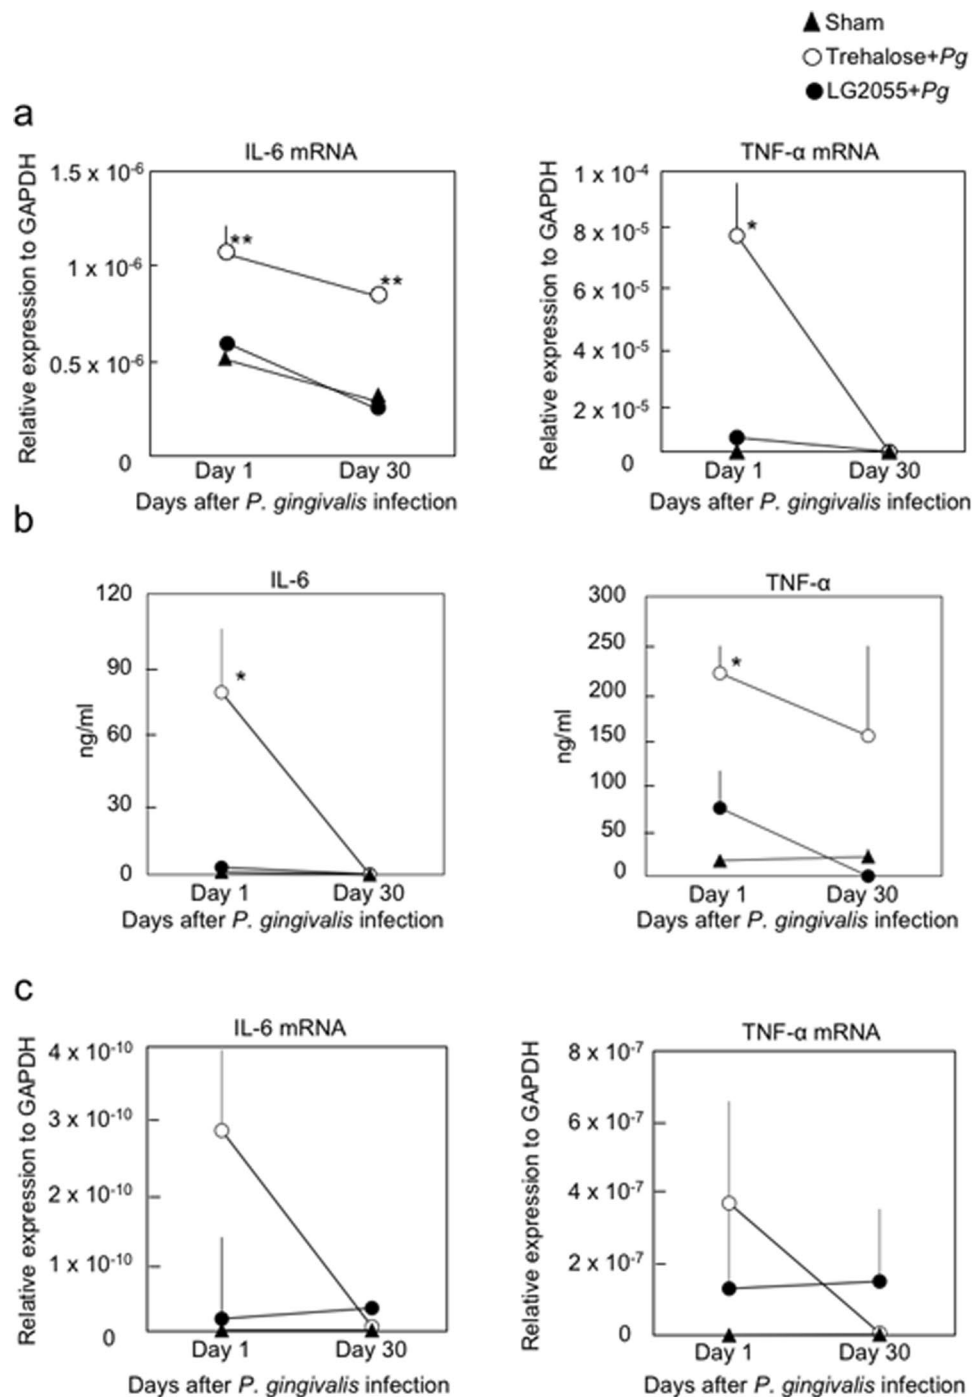 ▲ Sham
○ Trehalose+Pg
● LG2055+Pg
a
IL-6 mRNA
Relative expression to GAPDH
1.5 x 10⁻⁶
1 x 10⁻⁶
0.5 x 10⁻⁶
0
**
**
Day 1 Day 30
Days after P. gingivalis infection
TNF-α mRNA
Relative expression to GAPDH
1 x 10⁻⁴
8 x 10⁻⁵
6 x 10⁻⁵
4 x 10⁻⁵
2 x 10⁻⁵
0
*
Day 1 Day 30
Days after P. gingivalis infection
b
IL-6
ng/ml
120
90
60
30
0
*
Day 1 Day 30
Days after P. gingivalis infection
TNF-α
ng/ml
300
250
200
150
100
50
0
*
Day 1 Day 30
Days after P. gingivalis infection
c
IL-6 mRNA
Relative expression to GAPDH
4 x 10⁻¹⁰
3 x 10⁻¹⁰
2 x 10⁻¹⁰
1 x 10⁻¹⁰
0
Day 1 Day 30
Days after P. gingivalis infection
TNF-α mRNA
Relative expression to GAPDH
8 x 10⁻⁷
6 x 10⁻⁷
4 x 10⁻⁷
2 x 10⁻⁷
0
Day 1 Day 30
Days after P. gingivalis infection